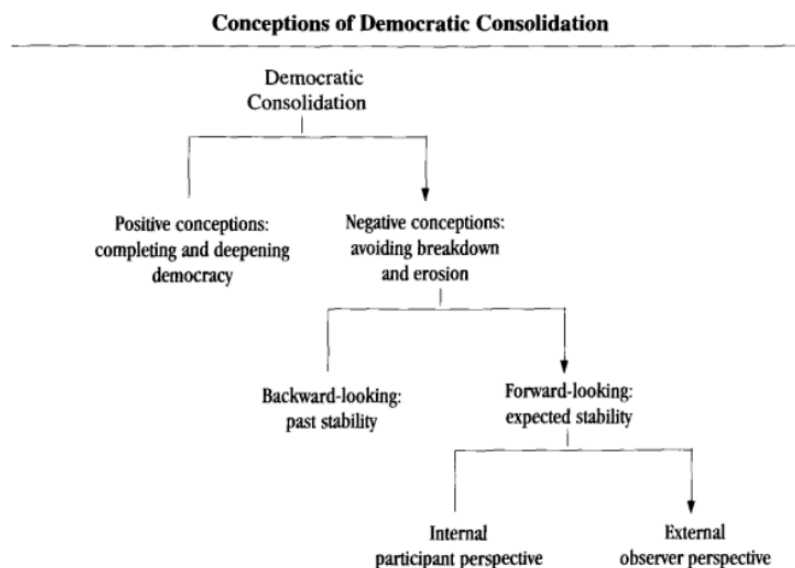 Conceptions of Democratic Consolidation
Democratic
Consolidation
Positive conceptions:
completing and deepening
democracy
Negative conceptions:
avoiding breakdown
and erosion
Backward-looking:
past stability
Forward-looking:
expected stability
Internal
participant perspective
External
observer perspective